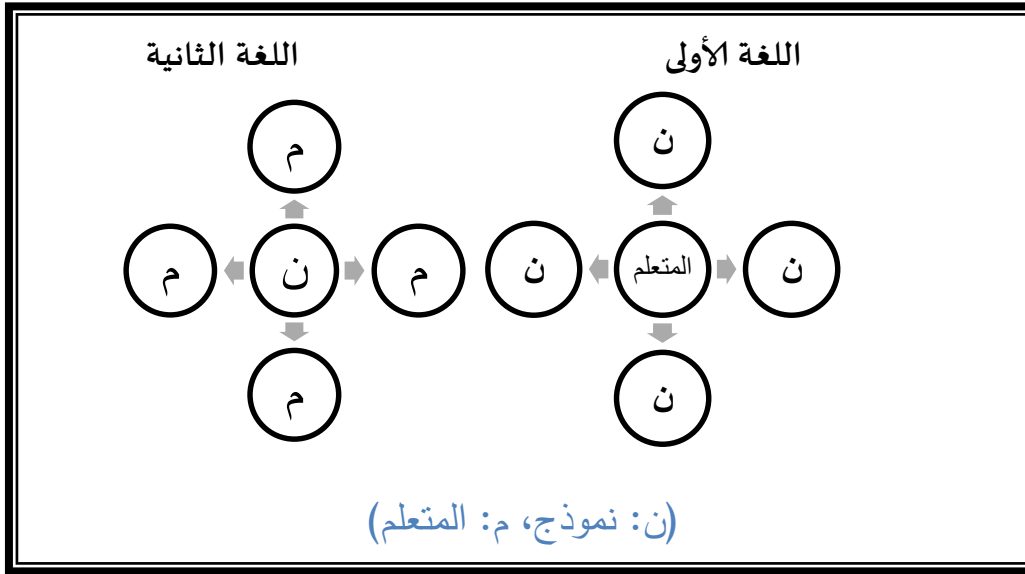 اللغة الأولى
اللغة الثانية
ن
م
ن
المتعلم
ن
م
ن
م
ن
م
(ن: نموذج، م: المتعلم)